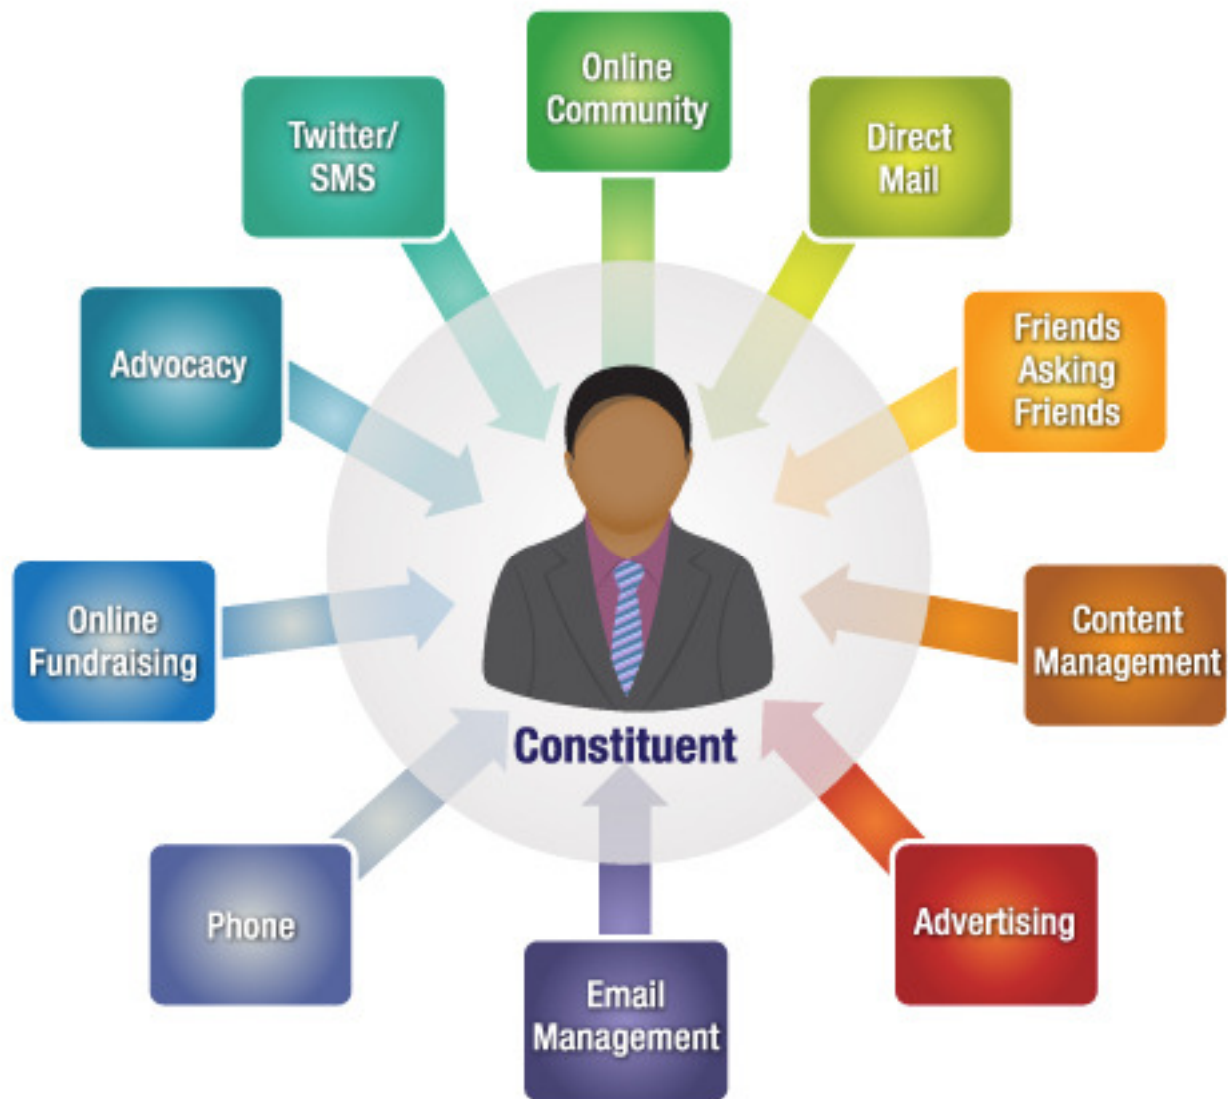 Online
Community
Twitter/
SMS
Direct
Mail
Advocacy
Friends
Asking
Friends
Online
Fundraising
Content
Management
Constituent
Phone
Advertising
Email
Management